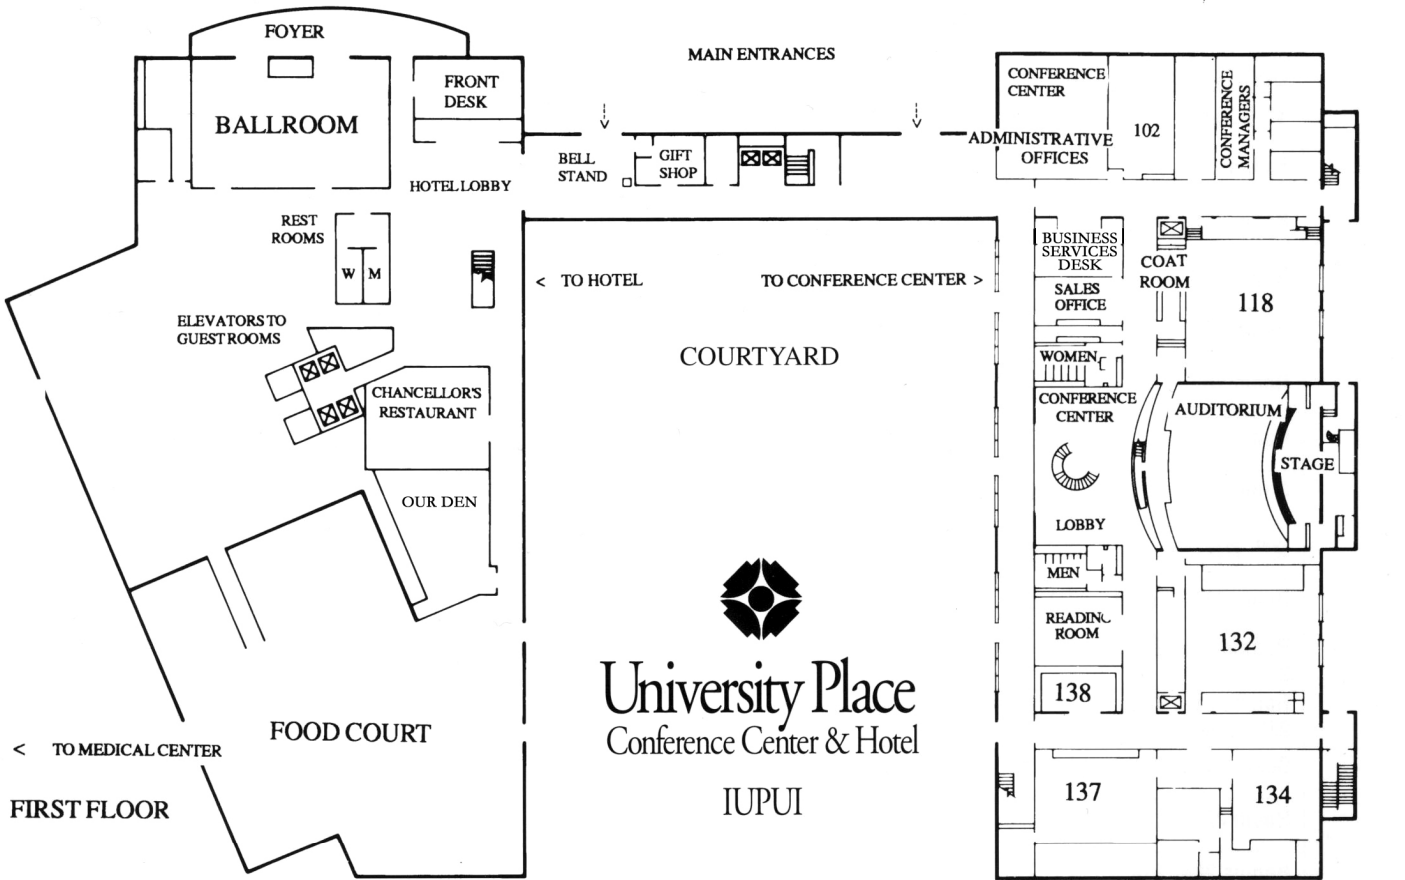 FOYER
MAIN ENTRANCES
FRONT
DESK
BALLROOM
CONFERENCE
CENTER
ADMINISTRATIVE
OFFICES
102
CONFERENCE
MANAGERS
BELL
STAND
GIFT
SHOP
HOTEL LOBBY
REST
ROOMS
W M
< TO HOTEL
TO CONFERENCE CENTER >
BUSINESS
SERVICES
DESK
COAT
ROOM
SALES
OFFICE
118
ELEVATORS TO
GUEST ROOMS
COURTYARD
WOMEN
CHANCELLOR'S
RESTAURANT
CONFERENCE
CENTER
AUDITORIUM
STAGE
OUR DEN
LOBBY
MEN
READING
ROOM
132
138
University Place
Conference Center & Hotel
IUPUI
FOOD COURT
< TO MEDICAL CENTER
FIRST FLOOR
137
134